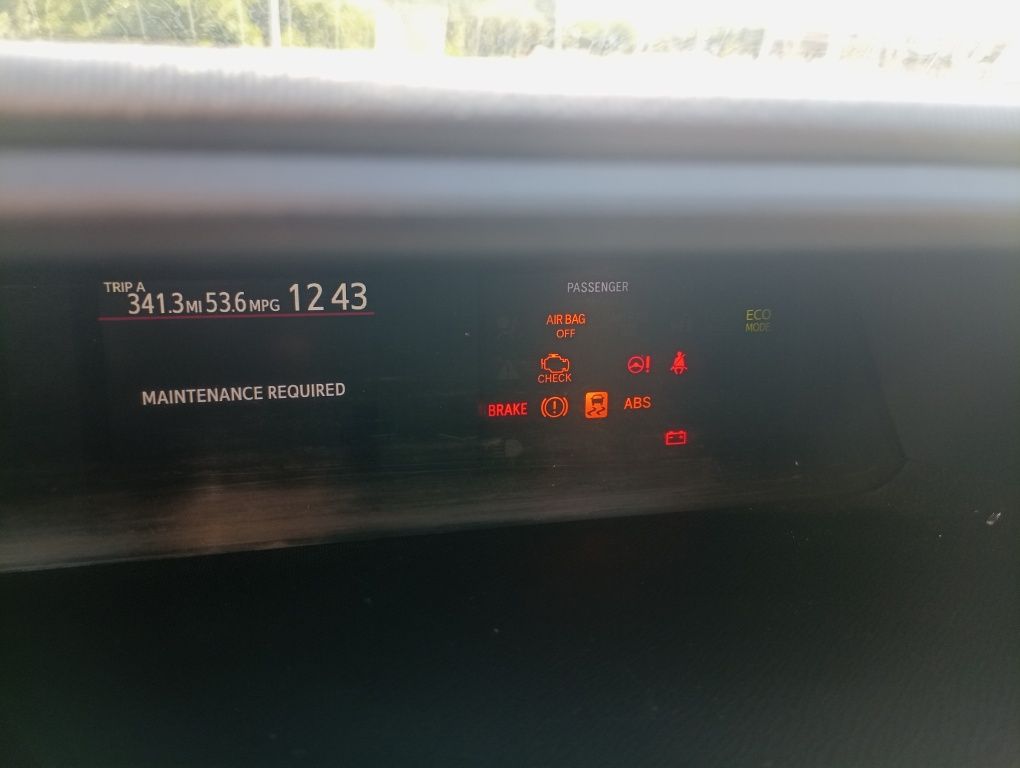 TRIP A
341.3 MI 53.6 MPG 12 43
MAINTENANCE REQUIRED
PASSENGER
AIR BAG
OFF
ECO
MODE
CHECK
BRAKE
ABS